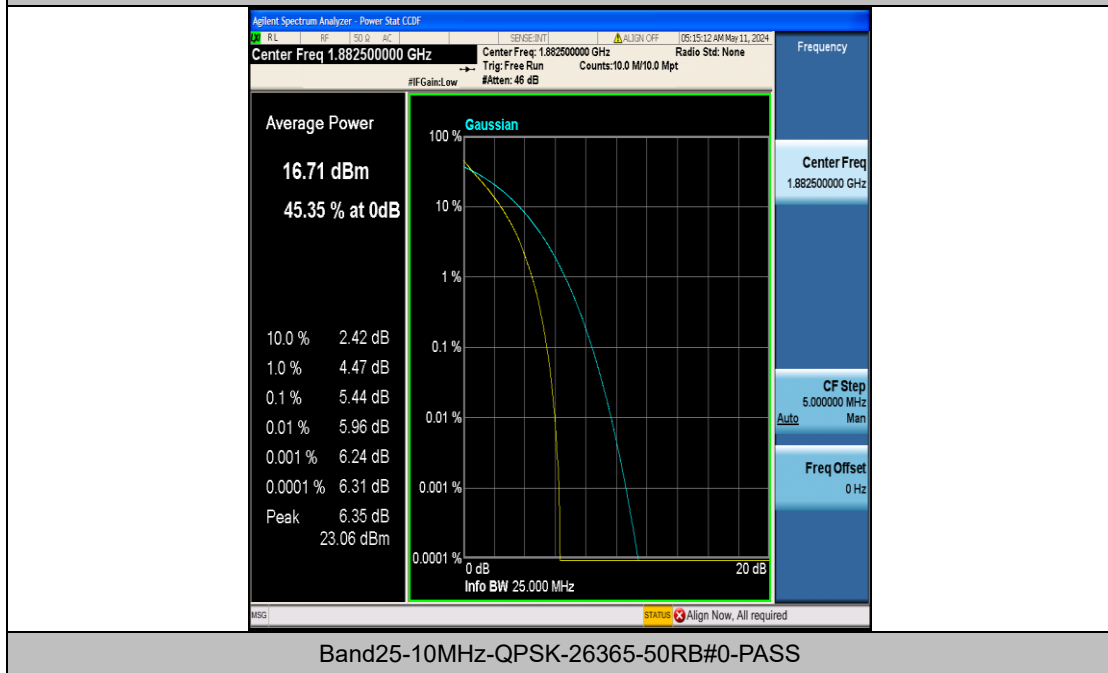 Agilent Spectrum Analyzer - Power Stat CCDF
RL RF 50 Ω AC SENSE:INT ALIGN OFF 05:15:12 AM May 11, 2024
Center Freq 1.882500000 GHz
Center Freq: 1.882500000 GHz Radio Std: None
Trig: Free Run Counts:10.0 M/10.0 Mpt
#IFGain:Low #Atten: 46 dB
Frequency
Average Power
16.71 dBm
45.35 % at 0dB
10.0 % 2.42 dB
1.0 % 4.47 dB
0.1 % 5.44 dB
0.01 % 5.96 dB
0.001 % 6.24 dB
0.0001 % 6.31 dB
Peak 6.35 dB
23.06 dBm
Gaussian
100 %
10 %
1 %
0.1 %
0.01 %
0.001 %
0.0001 %
0 dB 20 dB
Info BW 25.000 MHz
Center Freq
1.882500000 GHz
CF Step
5.000000 MHz
Auto Man
Freq Offset
0 Hz
MSG STATUS Align Now, All required
Band25-10MHz-QPSK-26365-50RB#0-PASS